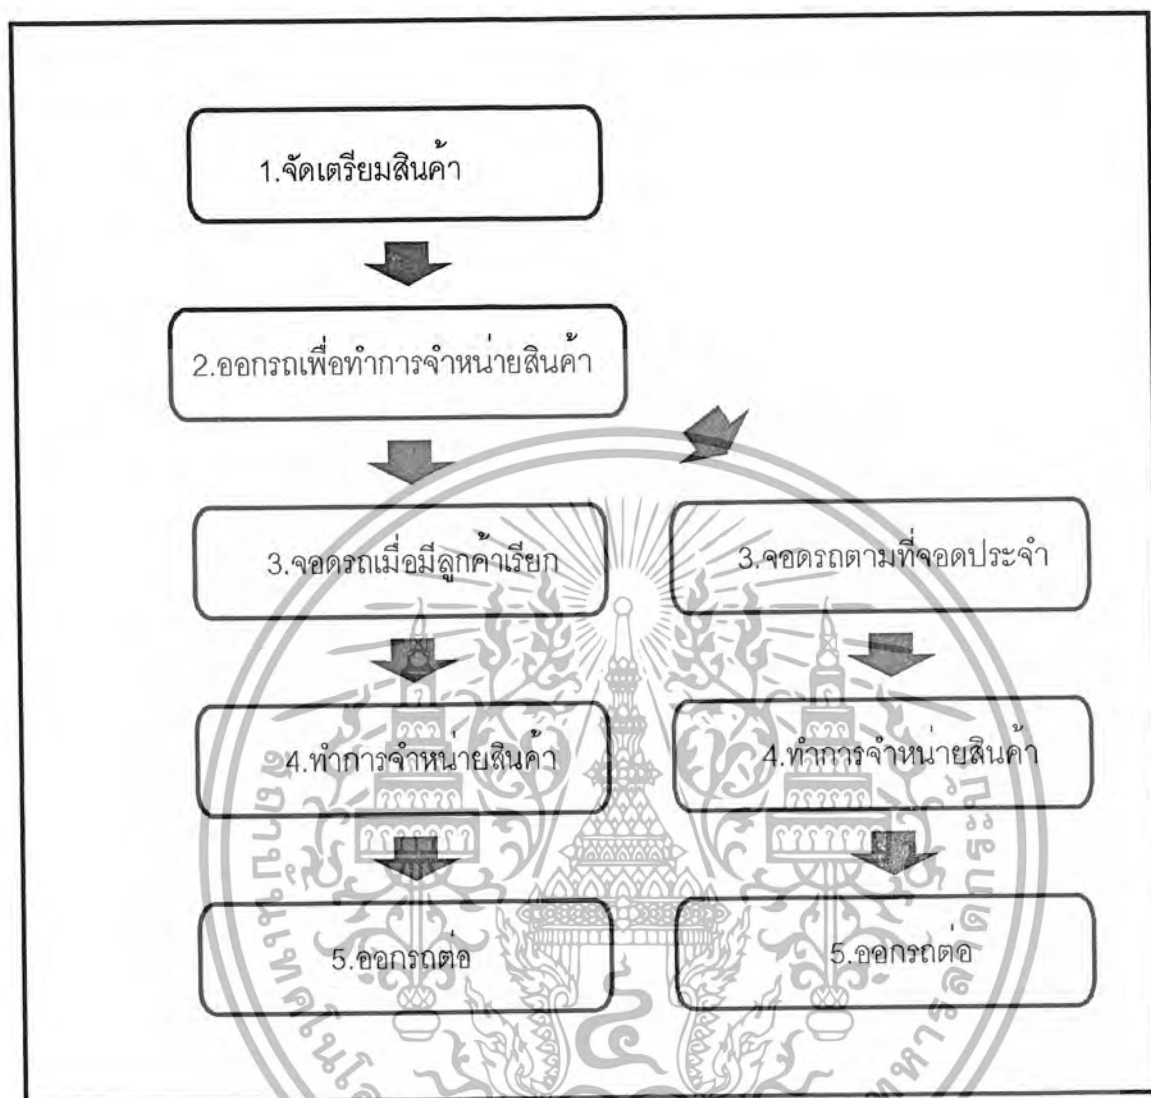 1.จัดเตรียมสินค้า
2.ออกรถเพื่อทำการจำหน่ายสินค้า
3.จอดรถเมื่อมีลูกค้าเรียก
3.จอดรถตามที่จอดประจำ
4.ทำการจำหน่ายสินค้า
4.ทำการจำหน่ายสินค้า
5.ออกรถต่อ
5.ออกรถต่อ